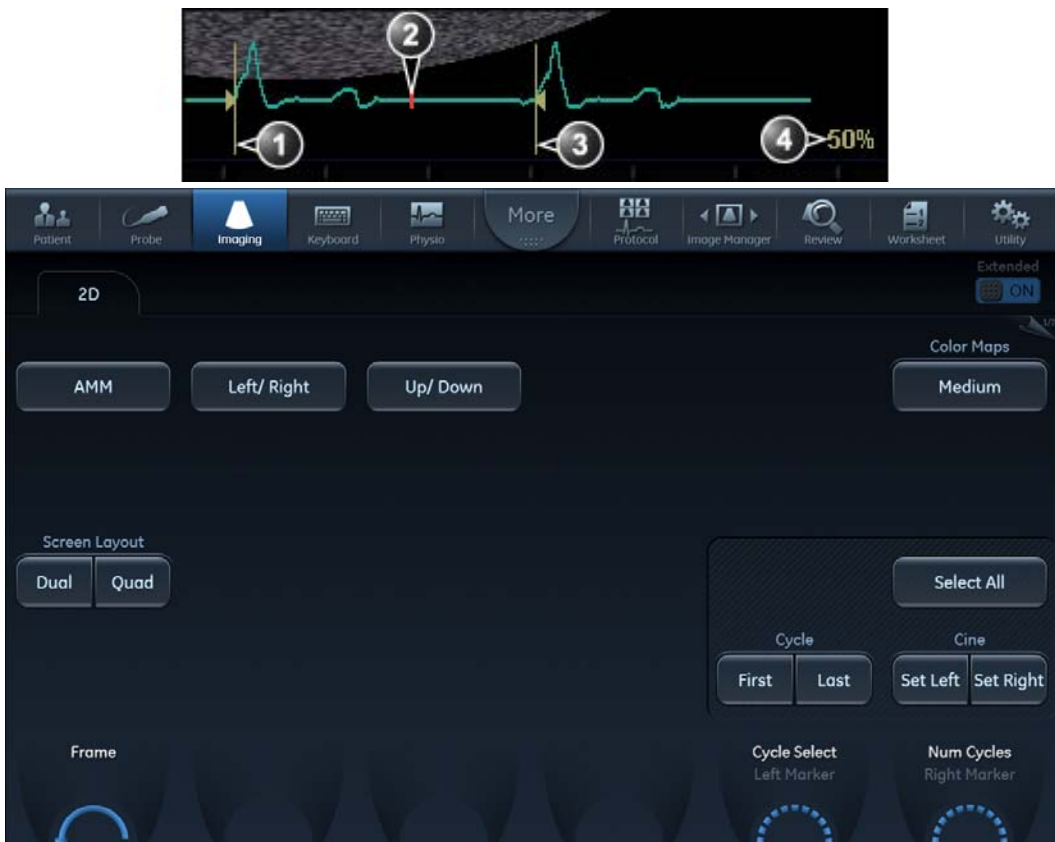 2
1
3
4
50%
Patient Probe Imaging Keyboard Physio More Protocol Image Manager Review Worksheet Utility
2D
Extended
ON
Color Maps
AMM Left/ Right Up/ Down Medium
Screen Layout
Dual Quad Select All
Cycle Cine
First Last Set Left Set Right
Frame Cycle Select Num Cycles
Left Marker Right Marker